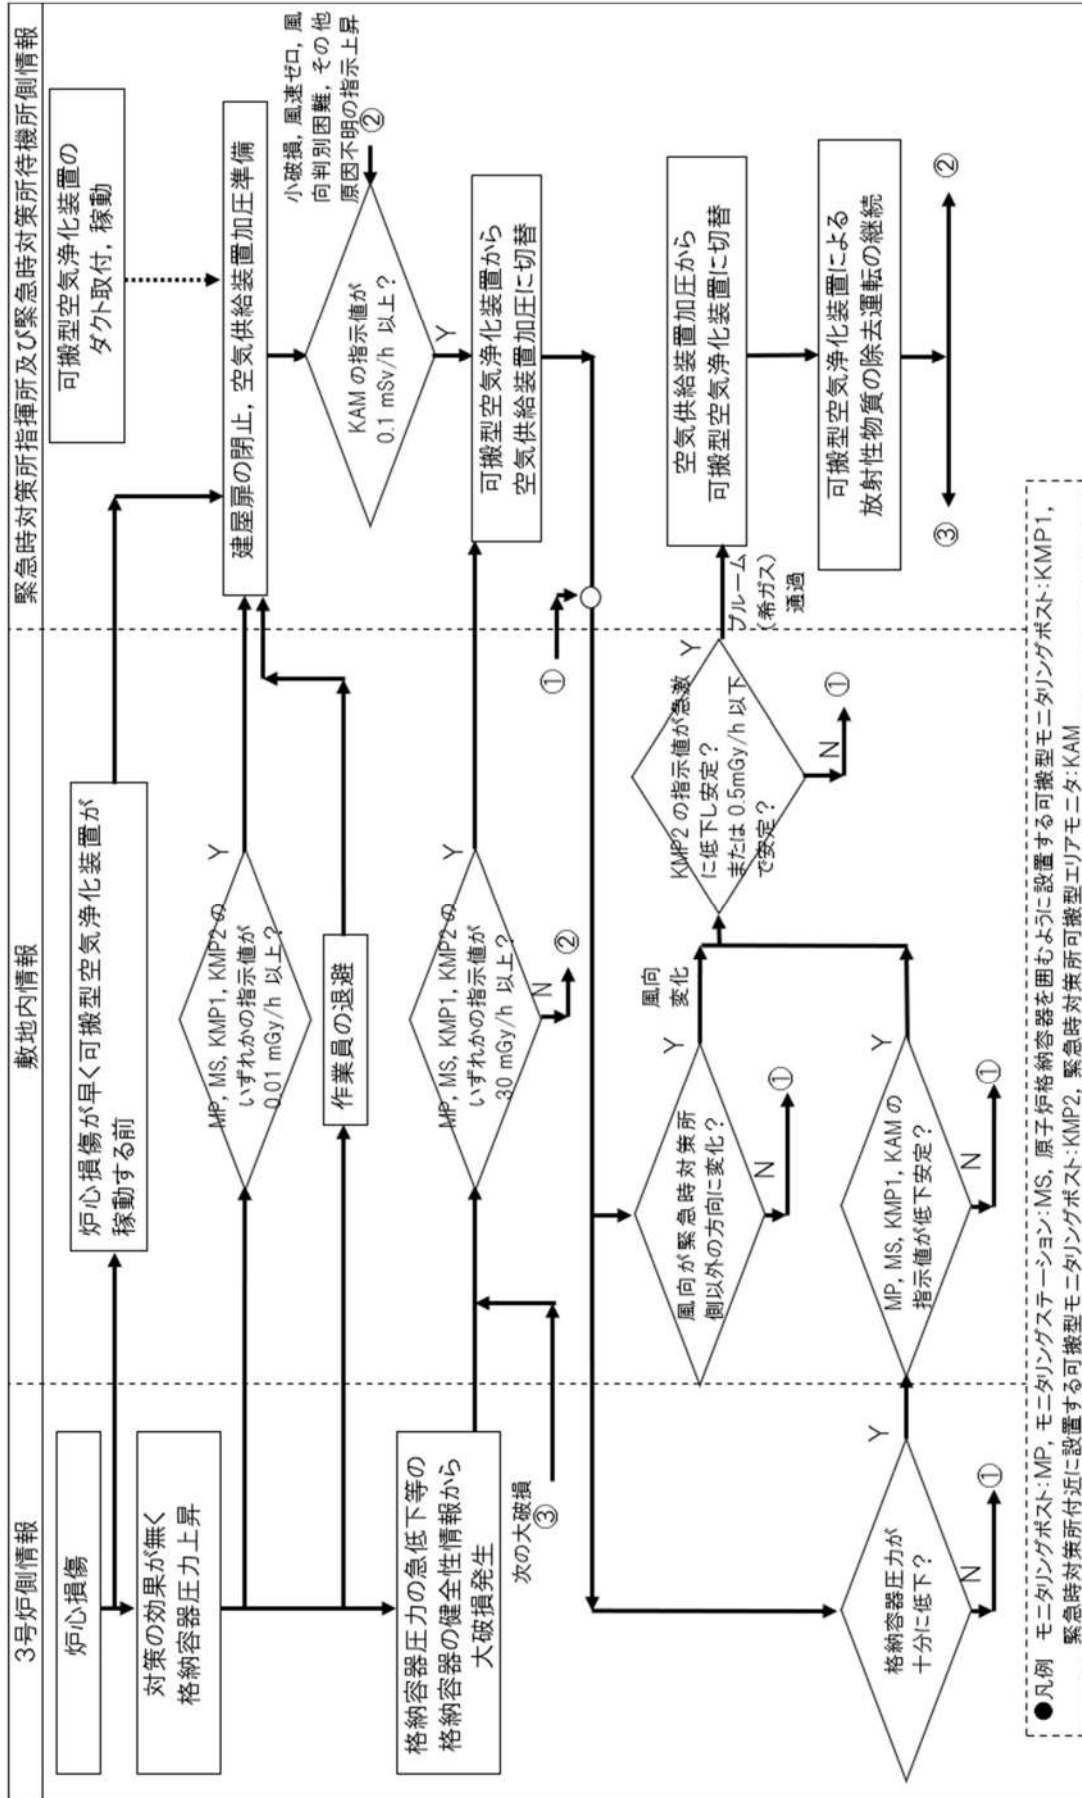 3号炉側情報
敷地内情報
緊急時対策所指揮所及び緊急時対策所待機所側情報
炉心損傷
炉心損傷が早く可搬型空気浄化装置が
稼動する前
可搬型空気浄化装置の
ダクト取付，稼動
対策の効果が無く
格納容器圧力上昇
MP, MS, KMP1, KMP2の
いずれかの指示値が
0.01 mGy/h 以上？
Y
建屋扉の閉止，空気供給装置加圧準備
作業員の退避
小破損，風速ゼロ，風
向判別困難，その他
原因不明の指示上昇
②
KAM の指示値が
0.1 mSv/h 以上？
Y
格納容器圧力の急低下等の
格納容器の健全性情報から
大破損発生
MP, MS, KMP1, KMP2の
いずれかの指示値が
30 mGy/h 以上？
Y
N
②
可搬型空気浄化装置から
空気供給装置加圧に切替
次の大破損
③
①
風向が緊急時対策所
側以外の方向に変化？
Y
N
①
風向
変化
KMP2 の指示値が急激
に低下し安定？
または 0.5mGy/h 以下
で安定？
Y
N
①
プルーム
（希ガス）
通過
空気供給装置加圧から
可搬型空気浄化装置に切替
可搬型空気浄化装置による
放射性物質の除去運転の継続
③
②
格納容器圧力が
十分に低下？
Y
N
①
MP, MS, KMP1, KAM の
指示値が低下安定？
Y
N
①
●凡例 モニタリングポスト：MP，モニタリングステーション：MS，原子炉格納容器を囲むように設置する可搬型モニタリングポスト：KMP1，
緊急時対策所付近に設置する可搬型モニタリングポスト：KMP2，緊急時対策所可搬型エリアモニタ：KAM